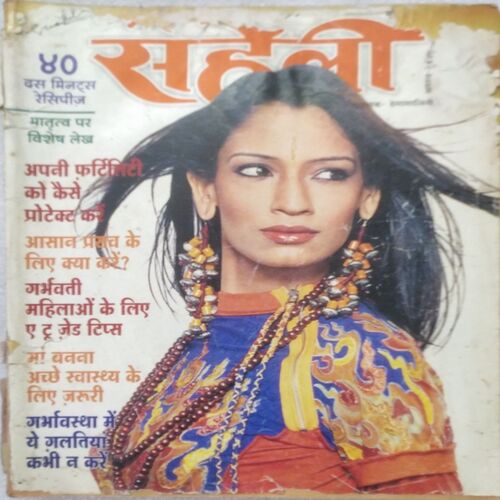 सहेली
४०
दस मिनट्स
रेसिपीज़
मातृत्व पर
विशेष लेख
अपनी फर्टिलिटी
को कैसे
प्रोटेक्ट करें
आसान प्रसव के
लिए क्या करें?
गर्भवती
महिलाओं के लिए
ए टू ज़ेड टिप्स
मां बनना
अच्छे स्वास्थ्य के
लिए ज़रूरी
गर्भावस्था में
ये गलतियां
कभी न करें